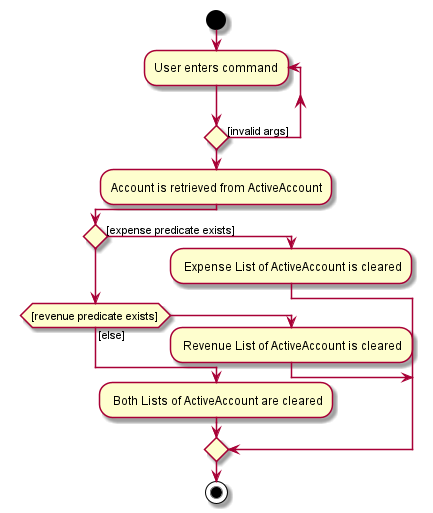 User enters command
[invalid args]
Account is retrieved from ActiveAccount
[expense predicate exists]
Expense List of ActiveAccount is cleared
[revenue predicate exists]
[else]
Revenue List of ActiveAccount is cleared
Both Lists of ActiveAccount are cleared